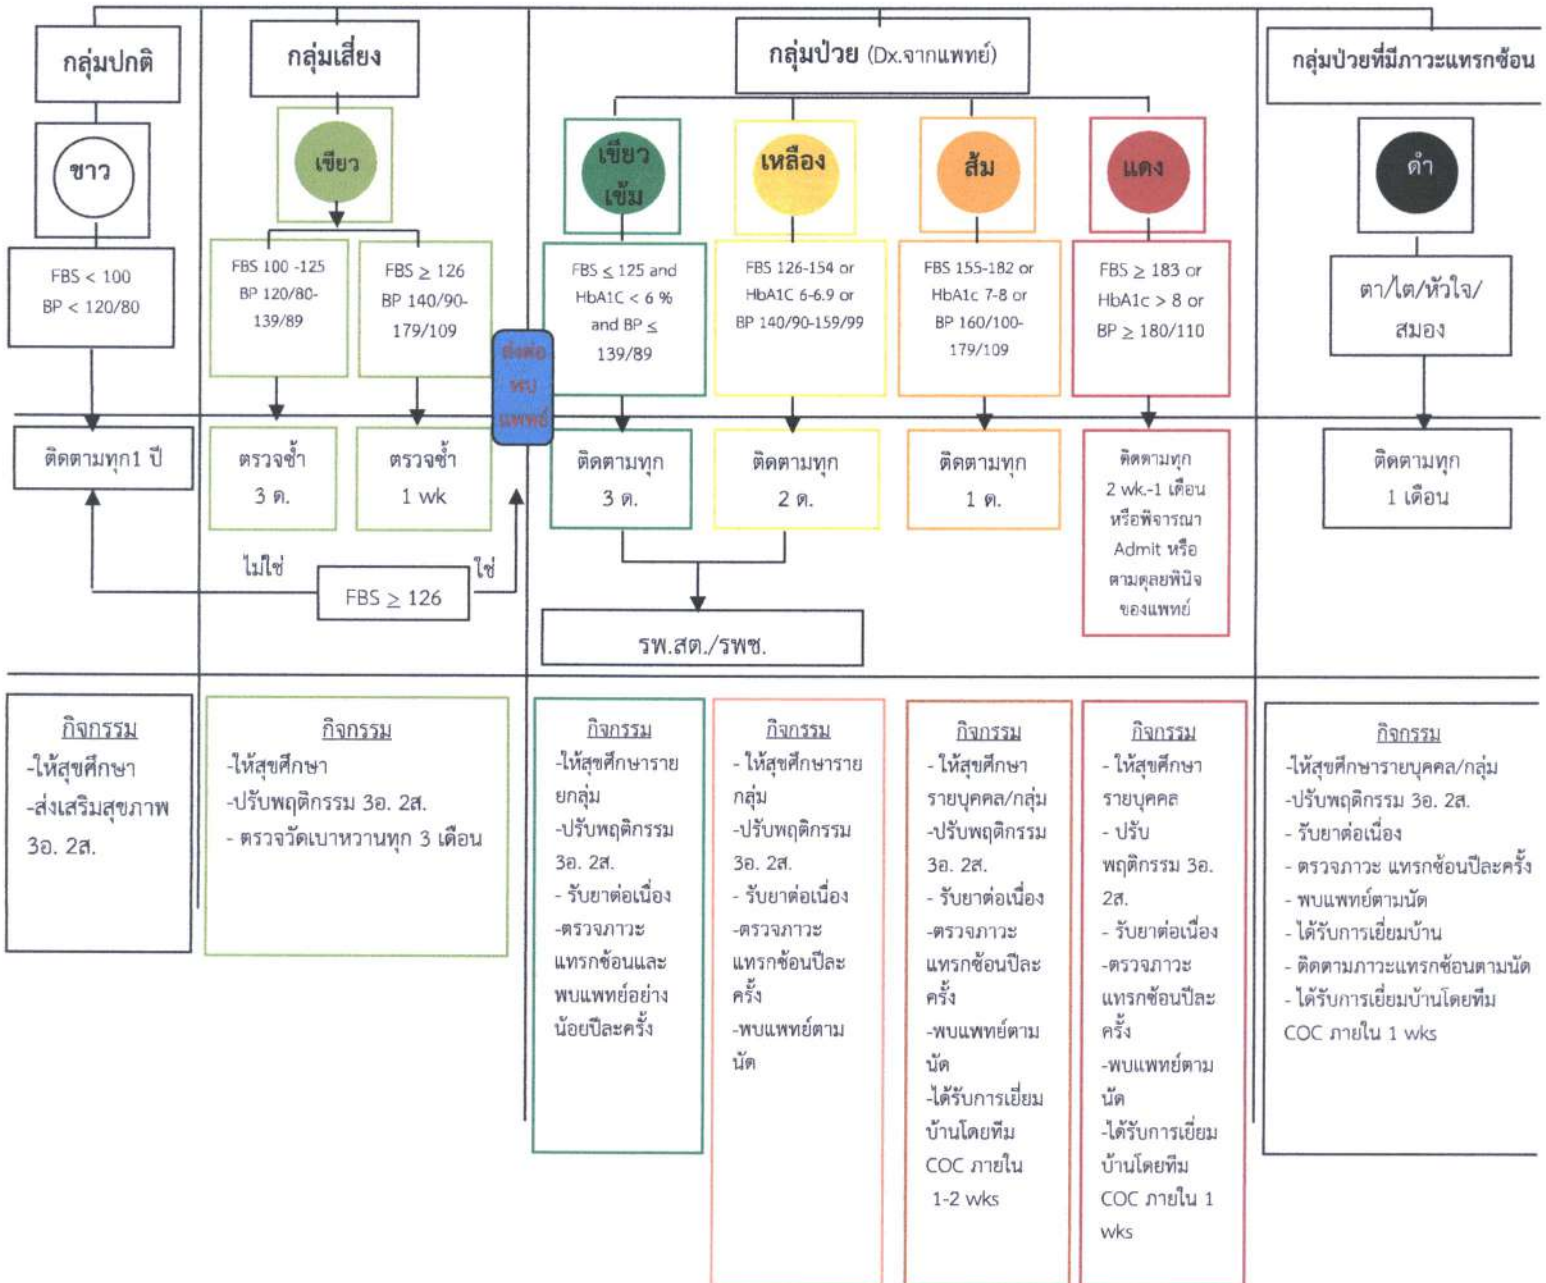 กลุ่มปกติ
กลุ่มเสี่ยง
กลุ่มป่วย (Dx.จากแพทย์)
กลุ่มป่วยที่มีภาวะแทรกซ้อน
ขาว
เขียว
เขียว
เข้ม
เหลือง
ส้ม
แดง
ดำ
FBS < 100
BP < 120/80
FBS 100 -125
BP 120/80-
139/89
FBS ≥ 126
BP 140/90-
179/109
FBS ≤ 125 and
HbA1C < 6 %
and BP ≤
139/89
FBS 126-154 or
HbA1C 6-6.9 or
BP 140/90-159/99
FBS 155-182 or
HbA1c 7-8 or
BP 160/100-
179/109
FBS ≥ 183 or
HbA1c > 8 or
BP ≥ 180/110
ตา/ไต/หัวใจ/
สมอง
ส่งต่อ
พบ
แพทย์
ติดตามทุก1 ปี
ตรวจซ้ำ
3 ด.
ตรวจซ้ำ
1 wk
ติดตามทุก
3 ด.
ติดตามทุก
2 ด.
ติดตามทุก
1 ด.
ติดตามทุก
2 wk.-1 เดือน
หรือพิจารณา
Admit หรือ
ตามดุลยพินิจ
ของแพทย์
ติดตามทุก
1 เดือน
ไม่ใช่
FBS ≥ 126
ใช่
รพ.สต./รพช.
กิจกรรม
-ให้สุขศึกษา
-ส่งเสริมสุขภาพ
3อ. 2ส.
กิจกรรม
-ให้สุขศึกษา
-ปรับพฤติกรรม 3อ. 2ส.
- ตรวจวัดเบาหวานทุก 3 เดือน
กิจกรรม
-ให้สุขศึกษาราย
ยกลุ่ม
-ปรับพฤติกรรม
3อ. 2ส.
- รับยาต่อเนื่อง
-ตรวจภาวะ
แทรกซ้อนและ
พบแพทย์อย่าง
น้อยปีละครั้ง
กิจกรรม
- ให้สุขศึกษาราย
กลุ่ม
-ปรับพฤติกรรม
3อ. 2ส.
- รับยาต่อเนื่อง
-ตรวจภาวะ
แทรกซ้อนปีละ
ครั้ง
-พบแพทย์ตาม
นัด
กิจกรรม
- ให้สุขศึกษา
รายบุคคล/กลุ่ม
-ปรับพฤติกรรม
3อ. 2ส.
- รับยาต่อเนื่อง
-ตรวจภาวะ
แทรกซ้อนปีละ
ครั้ง
-พบแพทย์ตาม
นัด
-ได้รับการเยี่ยม
บ้านโดยทีม
COC ภายใน
1-2 wks
กิจกรรม
- ให้สุขศึกษา
รายบุคคล
- ปรับ
พฤติกรรม 3อ.
2ส.
- รับยาต่อเนื่อง
-ตรวจภาวะ
แทรกซ้อนปีละ
ครั้ง
-พบแพทย์ตาม
นัด
-ได้รับการเยี่ยม
บ้านโดยทีม
COC ภายใน 1
wks
กิจกรรม
-ให้สุขศึกษารายบุคคล/กลุ่ม
-ปรับพฤติกรรม 3อ. 2ส.
- รับยาต่อเนื่อง
- ตรวจภาวะ แทรกซ้อนปีละครั้ง
- พบแพทย์ตามนัด
- ได้รับการเยี่ยมบ้าน
- ติดตามภาวะแทรกซ้อนตามนัด
- ได้รับการเยี่ยมบ้านโดยทีม
COC ภายใน 1 wks